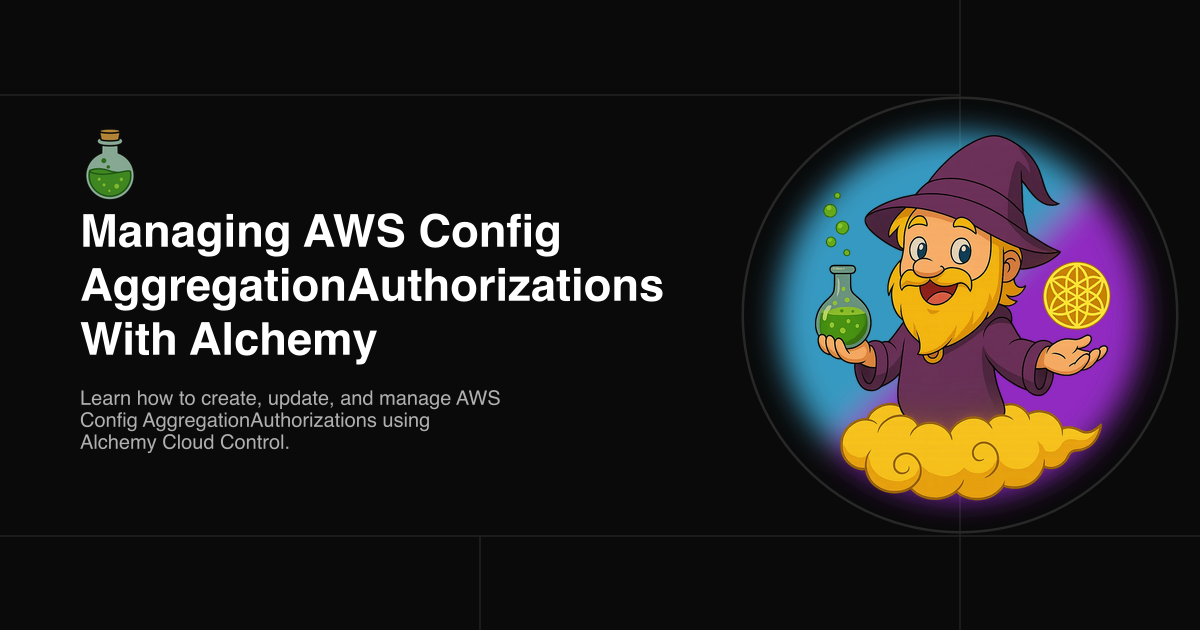 Managing AWS Config
AggregationAuthorizations
With Alchemy
Learn how to create, update, and manage AWS
Config AggregationAuthorizations using
Alchemy Cloud Control.